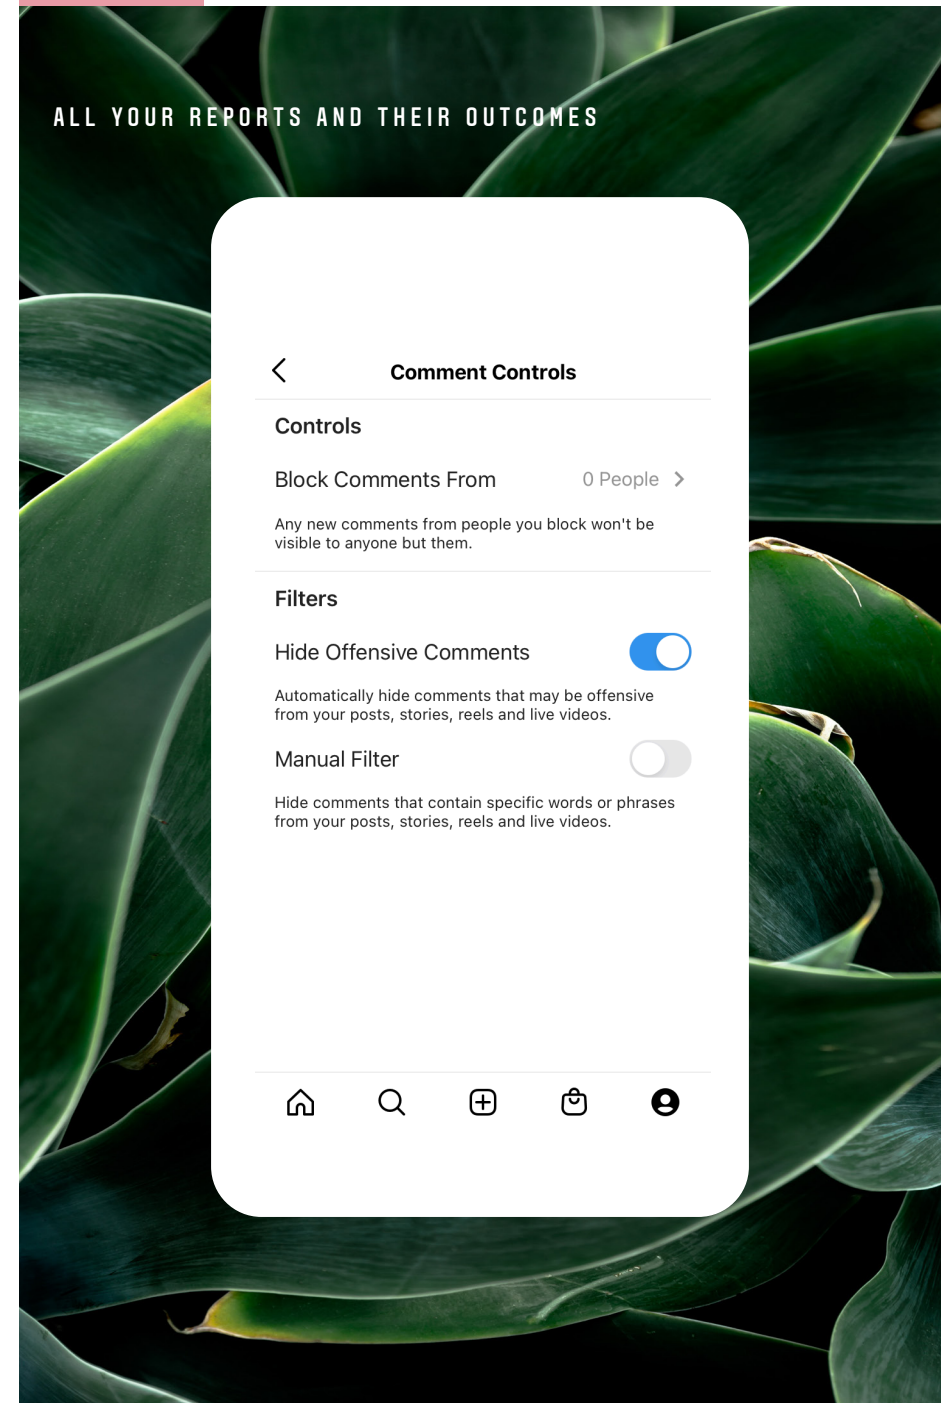 ALL YOUR REPORTS AND THEIR OUTCOMES
Comment Controls
Controls
Block Comments From 0 People
Any new comments from people you block won't be
visible to anyone but them.
Filters
Hide Offensive Comments
Automatically hide comments that may be offensive
from your posts, stories, reels and live videos.
Manual Filter
Hide comments that contain specific words or phrases
from your posts, stories, reels and live videos.